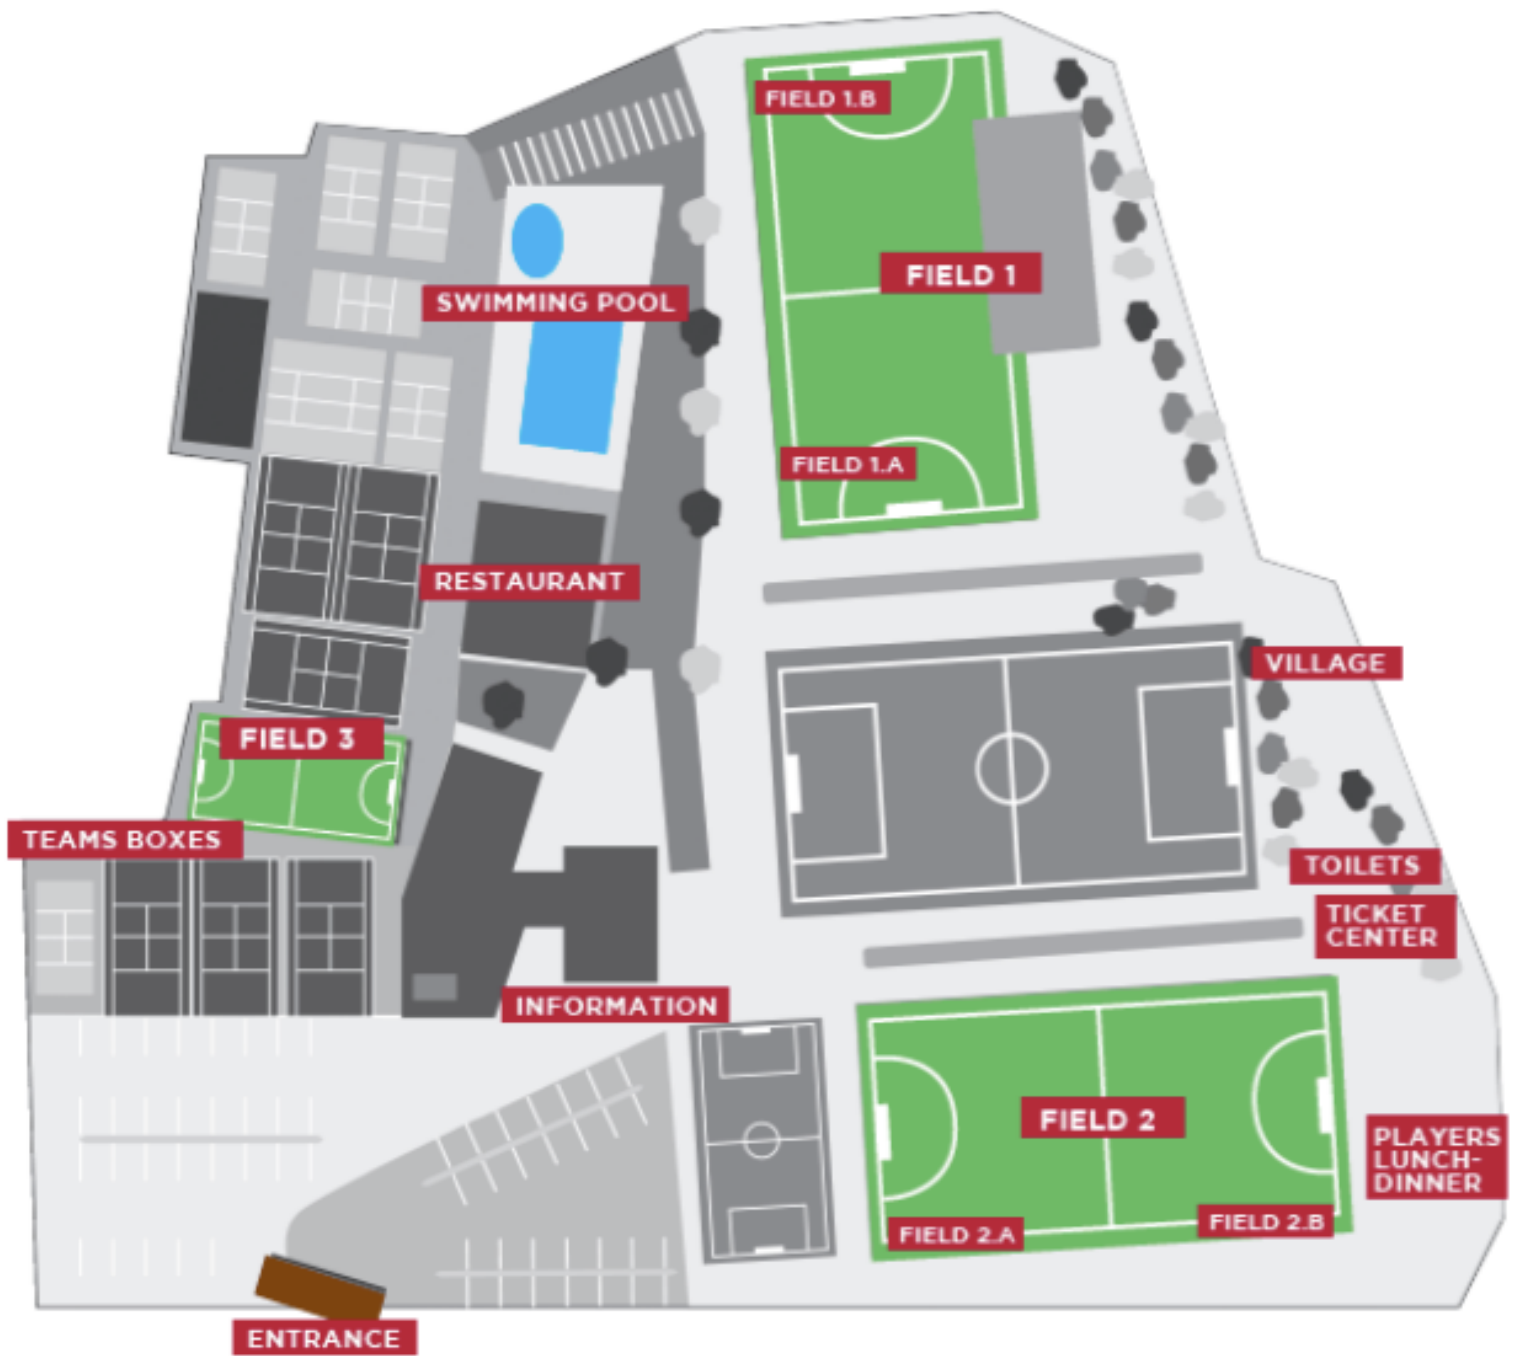 FIELD 1.B
FIELD 1
SWIMMING POOL
FIELD 1.A
RESTAURANT
VILLAGE
FIELD 3
TEAMS BOXES
TOILETS
TICKET
CENTER
INFORMATION
FIELD 2
PLAYERS
LUNCH-
DINNER
FIELD 2.A
FIELD 2.B
ENTRANCE